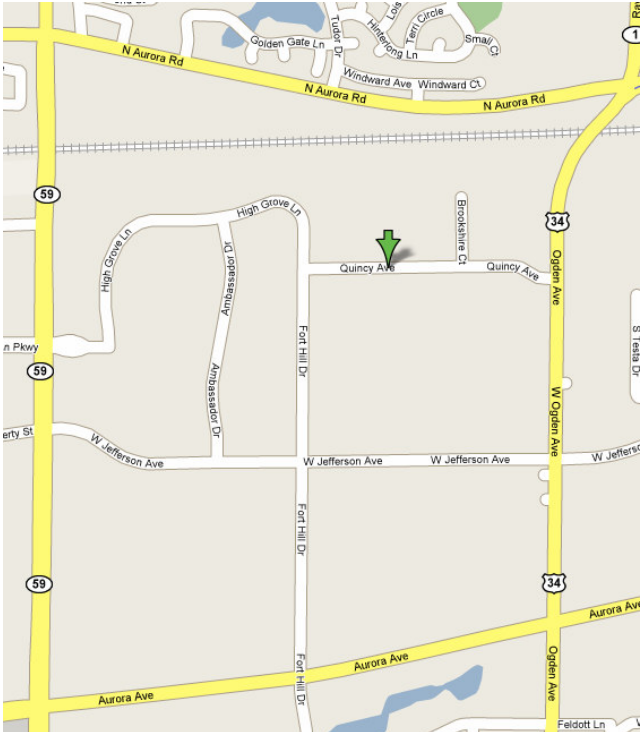 Lois
Terri Circle
Tudor Dr
Hinterlong Ln
Small Ct
1
Golden Gate Ln
N Aurora Rd
Windward Ave
Windward Ct
N Aurora Rd
N Aurora Rd
59
High Grove Ln
Brookshire Ct
34
High Grove Ln
Ambassador Dr
Quincy Ave
Quincy Ave
Ogden Ave
Fort Hill Dr
S Testa Dr
n Pkwy
59
Ambassador Dr
W Ogden Ave
erty St
W Jefferson Ave
W Jefferson Ave
W Jefferson Ave
W Jeffers
Fort Hill Dr
59
34
Aurora Ave
Aurora Ave
Fort Hill Dr
Ogden Ave
Aurora Ave
Feldott Ln